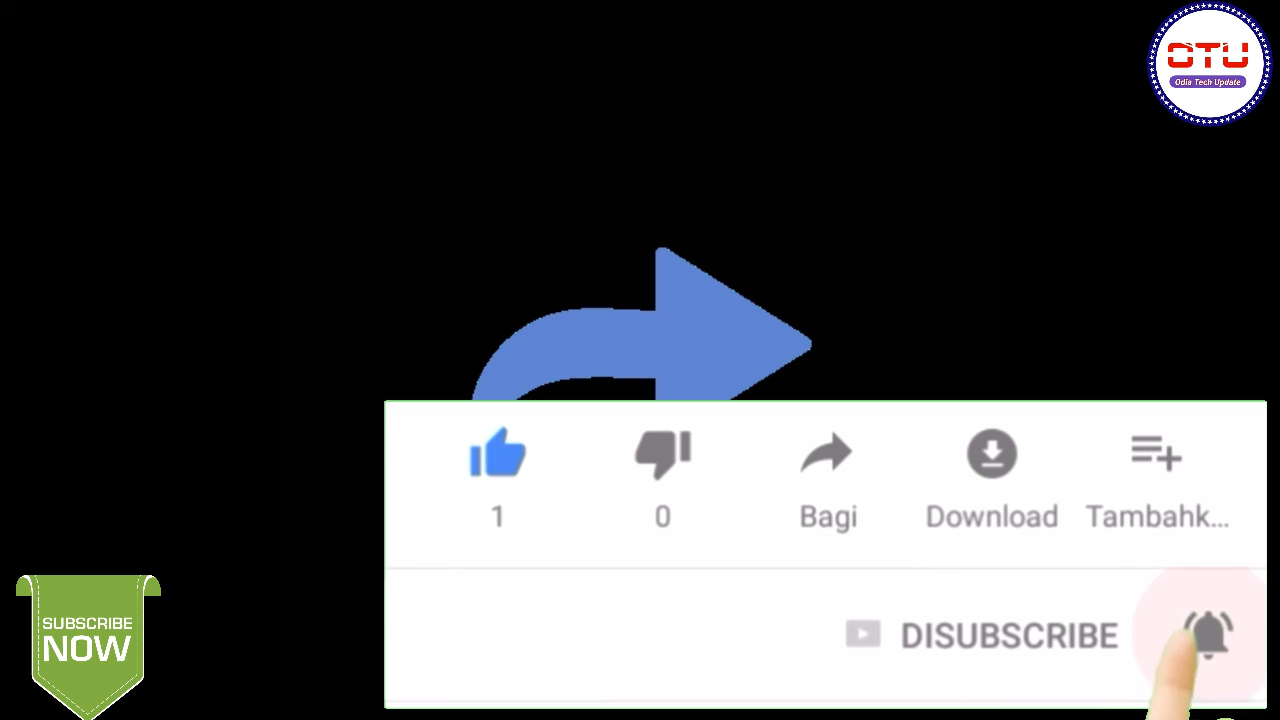 OTU
Odia Tech Update
1
0
Bagi
Download
Tambahk...
DISUBSCRIBE
SUBSCRIBE
NOW